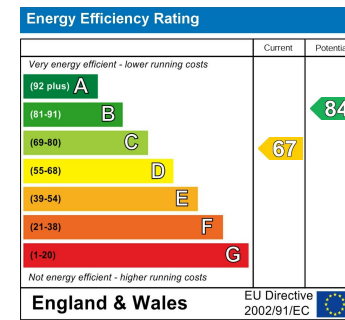 Energy Efficiency Rating
Current
Potentia
Very energy efficient - lower running costs
(92 plus) A
(81-91) B
84
(69-80) C
67
(55-68) D
(39-54) E
(21-38) F
(1-20) G
Not energy efficient - higher running costs
England & Wales
EU Directive
2002/91/EC